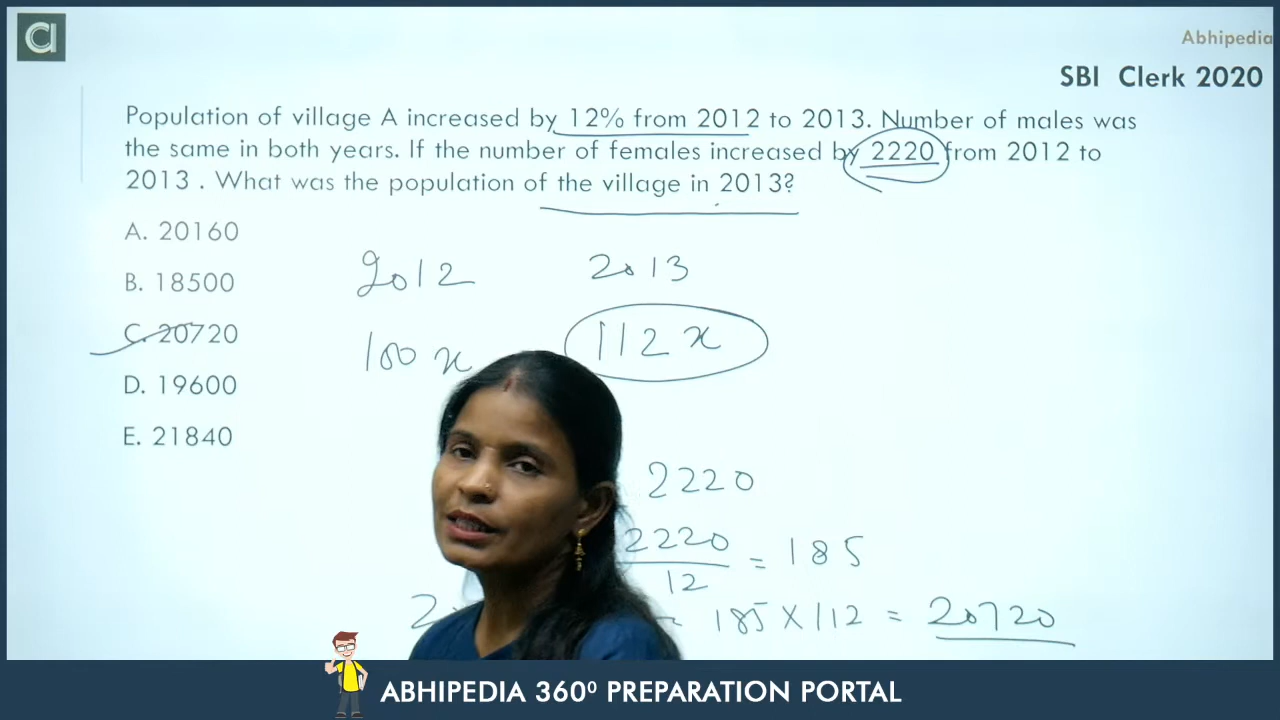 Abhipedia
SBI Clerk 2020
Population of village A increased by 12% from 2012 to 2013. Number of males was
the same in both years. If the number of females increased by 2220 from 2012 to
2013 . What was the population of the village in 2013?
A. 20160
B. 18500
C. 20720
D. 19600
E. 21840
2012 2013
100 x 112 x
2220
2220
12
= 185
185 X 112 = 20720
ABHIPEDIA 360⁰ PREPARATION PORTAL